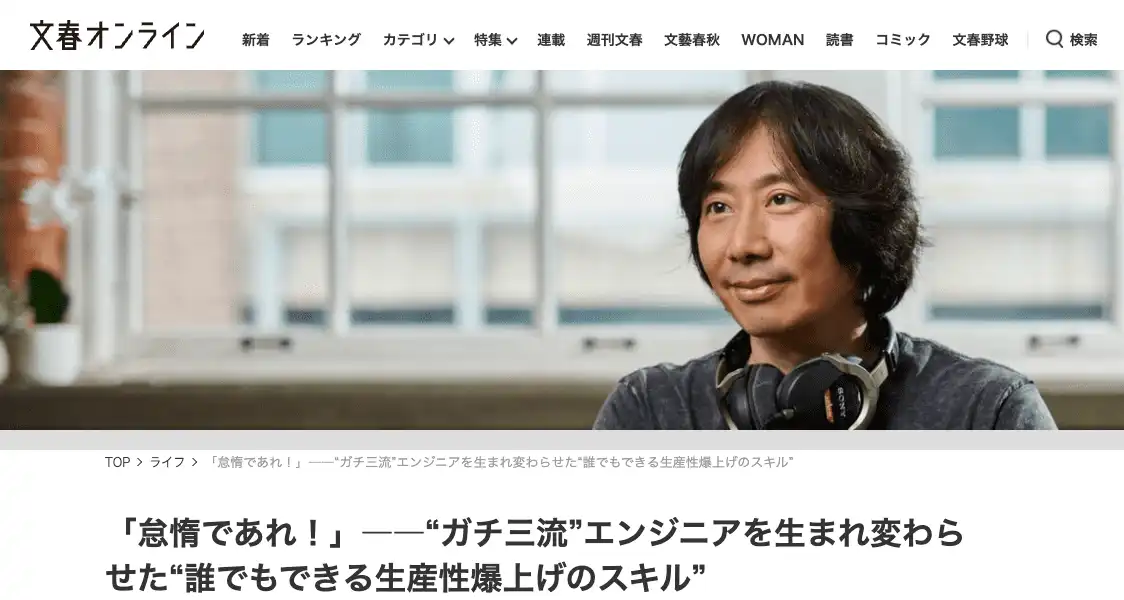 文春オンライン
新着 ランキング カテゴリ 特集 連載 週刊文春 文藝春秋 WOMAN 読書 コミック 文春野球 検索
SONY
TOP > ライフ > 「怠惰であれ！」――“ガチ三流”エンジニアを生まれ変わらせた“誰でもできる生産性爆上げのスキル”
「怠惰であれ！」――“ガチ三流”エンジニアを生まれ変わら
せた“誰でもできる生産性爆上げのスキル”